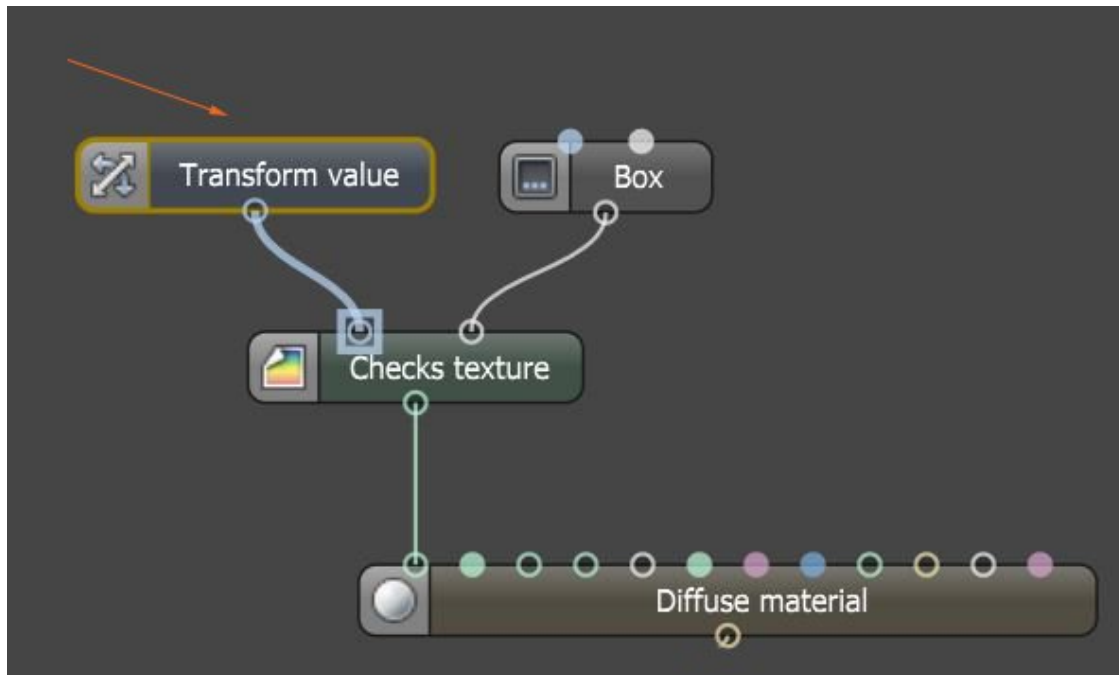 Transform value
Box
Checks texture
Diffuse material